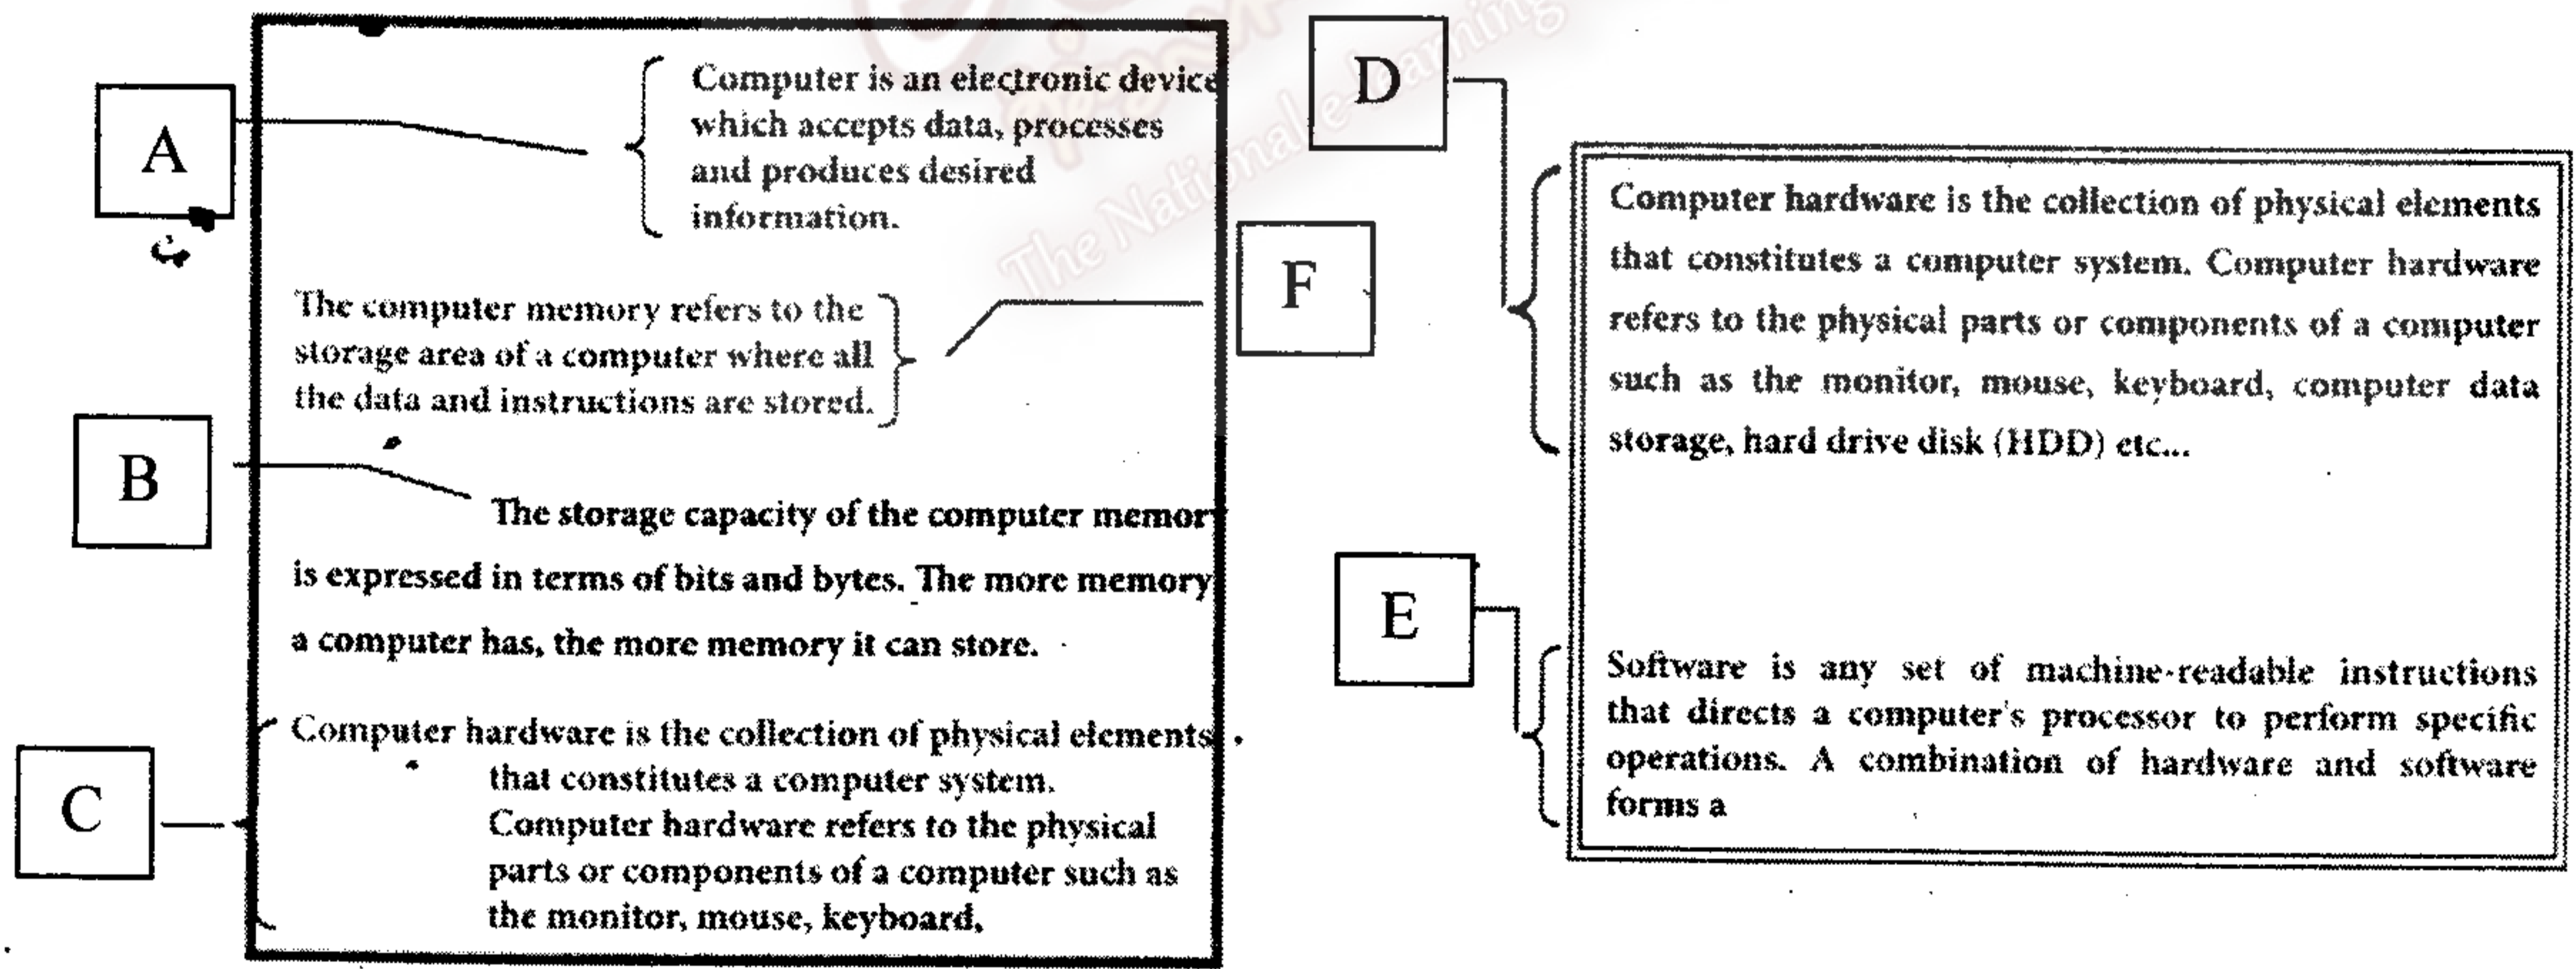 A
Computer is an electronic device
which accepts data, processes
and produces desired
information.
The computer memory refers to the
storage area of a computer where all
the data and instructions are stored.
F
B
The storage capacity of the computer memor
is expressed in terms of bits and bytes. The more memory
a computer has, the more memory it can store.
C
Computer hardware is the collection of physical elements
that constitutes a computer system.
Computer hardware refers to the physical
parts or components of a computer such as
the monitor, mouse, keyboard,
D
Computer hardware is the collection of physical elements
that constitutes a computer system. Computer hardware
refers to the physical parts or components of a computer
such as the monitor, mouse, keyboard, computer data
storage, hard drive disk (HDD) etc...
E
Software is any set of machine-readable instructions
that directs a computer's processor to perform specific
operations. A combination of hardware and software
forms a
The National e-learning